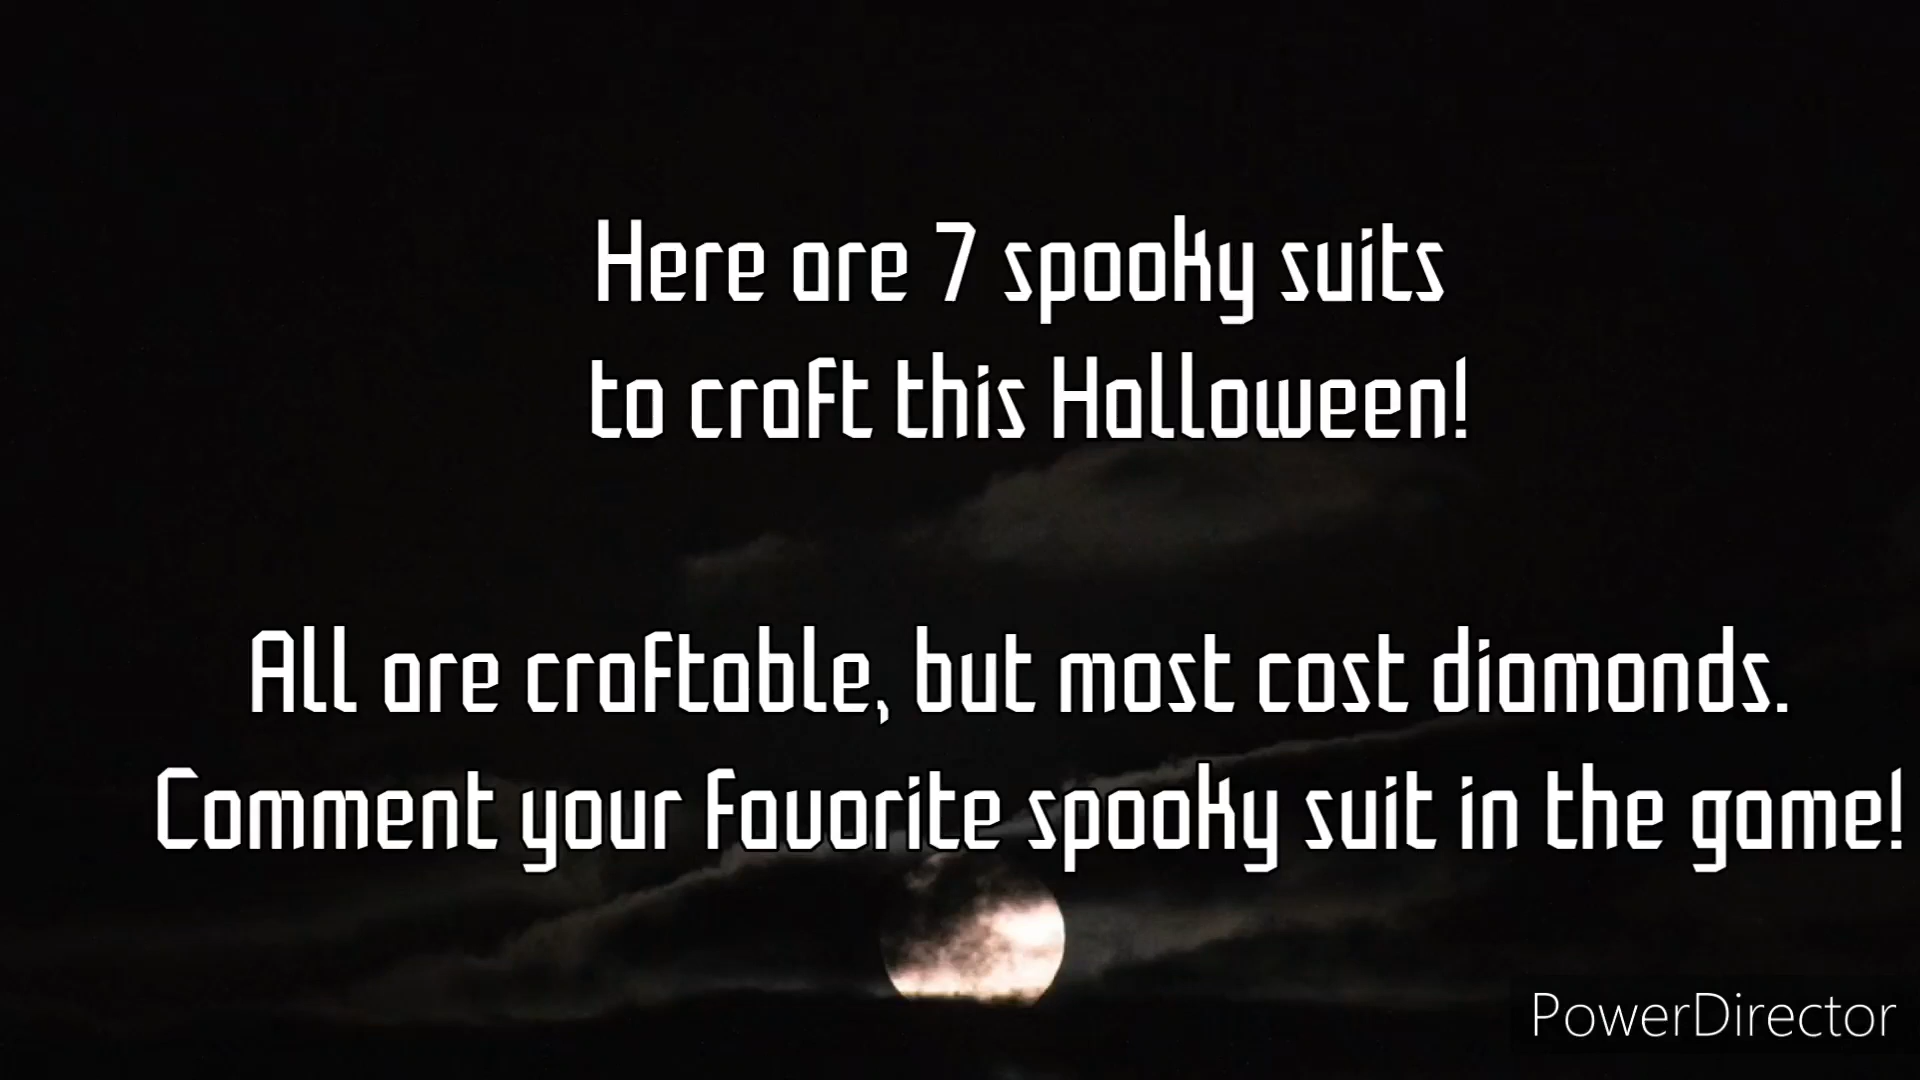 Here are 7 spooky suits
to craft this Halloween!
All are craftable, but most cost diamonds.
Comment your favorite spooky suit in the game!
PowerDirector